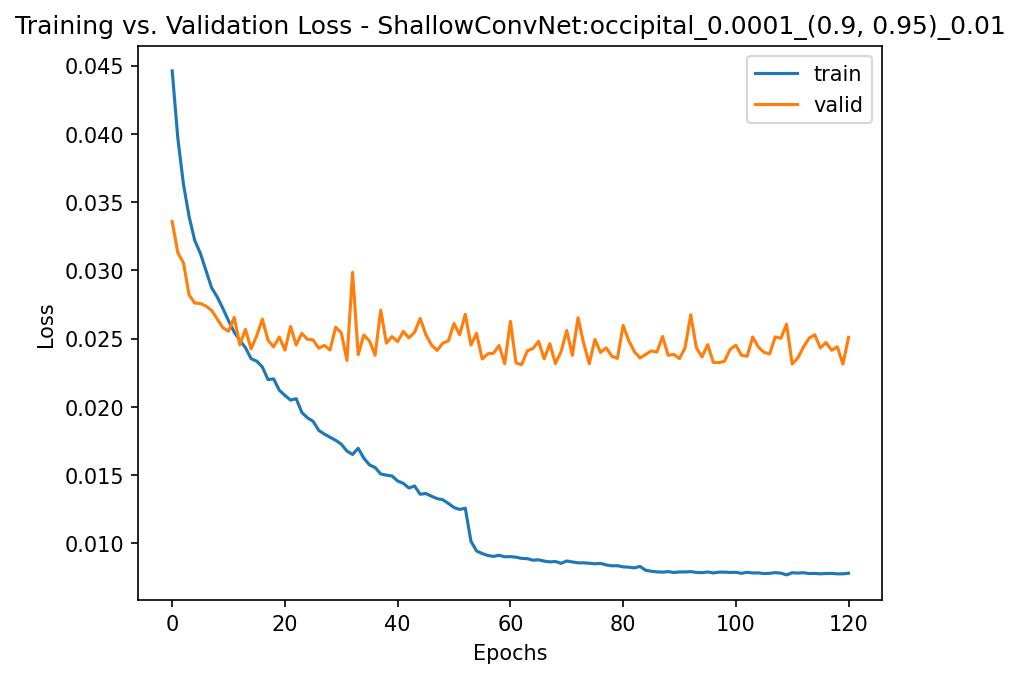 Training vs. Validation Loss - ShallowConvNet:occipital_0.0001_(0.9, 0.95)_0.01
train
valid
0.045
0.040
0.035
0.030
0.025
0.020
0.015
0.010
Loss
0 20 40 60 80 100 120
Epochs